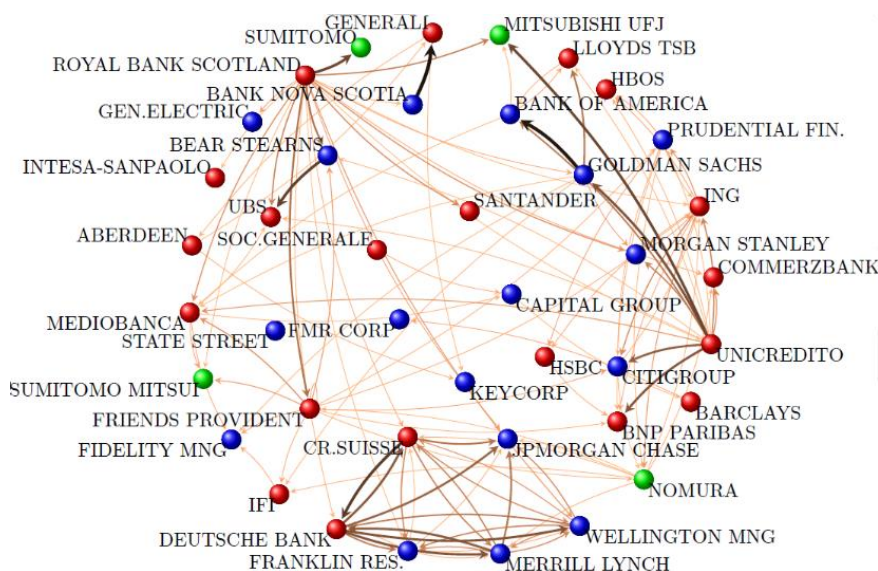 GENERALI
MITSUBISHI UFJ
SUMITOMO
LLOYDS TSB
ROYAL BANK SCOTLAND
HBOS
BANK NOVA SCOTIA
BANK OF AMERICA
GEN.ELECTRIC
PRUDENTIAL FIN.
BEAR STEARNS
GOLDMAN SACHS
INTESA-SANPAOLO
UBS
SANTANDER
ING
ABERDEEN
SOC.GENERALE
MORGAN STANLEY
COMMERZBANK
CAPITAL GROUP
MEDIOBANCA
STATE STREET
FMR CORP
UNICREDITO
HSBC
CITIGROUP
SUMITOMO MITSUI
KEYCORP
BARCLAYS
FRIENDS PROVIDENT
BNP PARIBAS
FIDELITY MNG
CR.SUISSE
JPMORGAN CHASE
NOMURA
IFI
DEUTSCHE BANK
WELLINGTON MNG
FRANKLIN RES.
MERRILL LYNCH